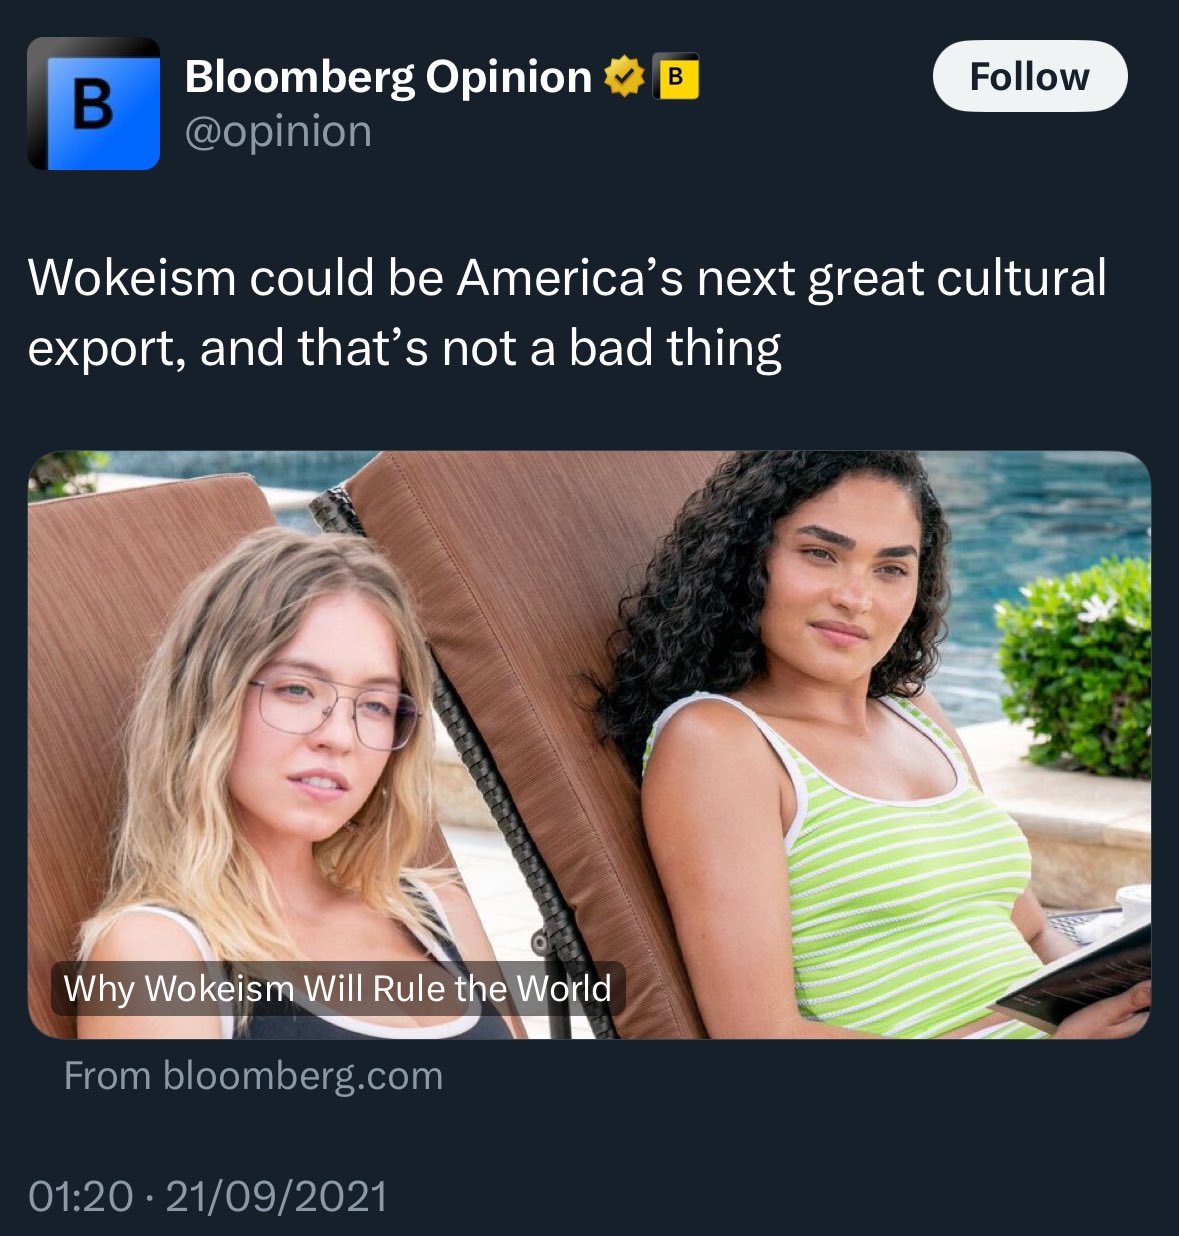 B
Bloomberg Opinion
B
@opinion
Follow
Wokeism could be America’s next great cultural
export, and that’s not a bad thing
Why Wokeism Will Rule the World
From bloomberg.com
01:20 · 21/09/2021